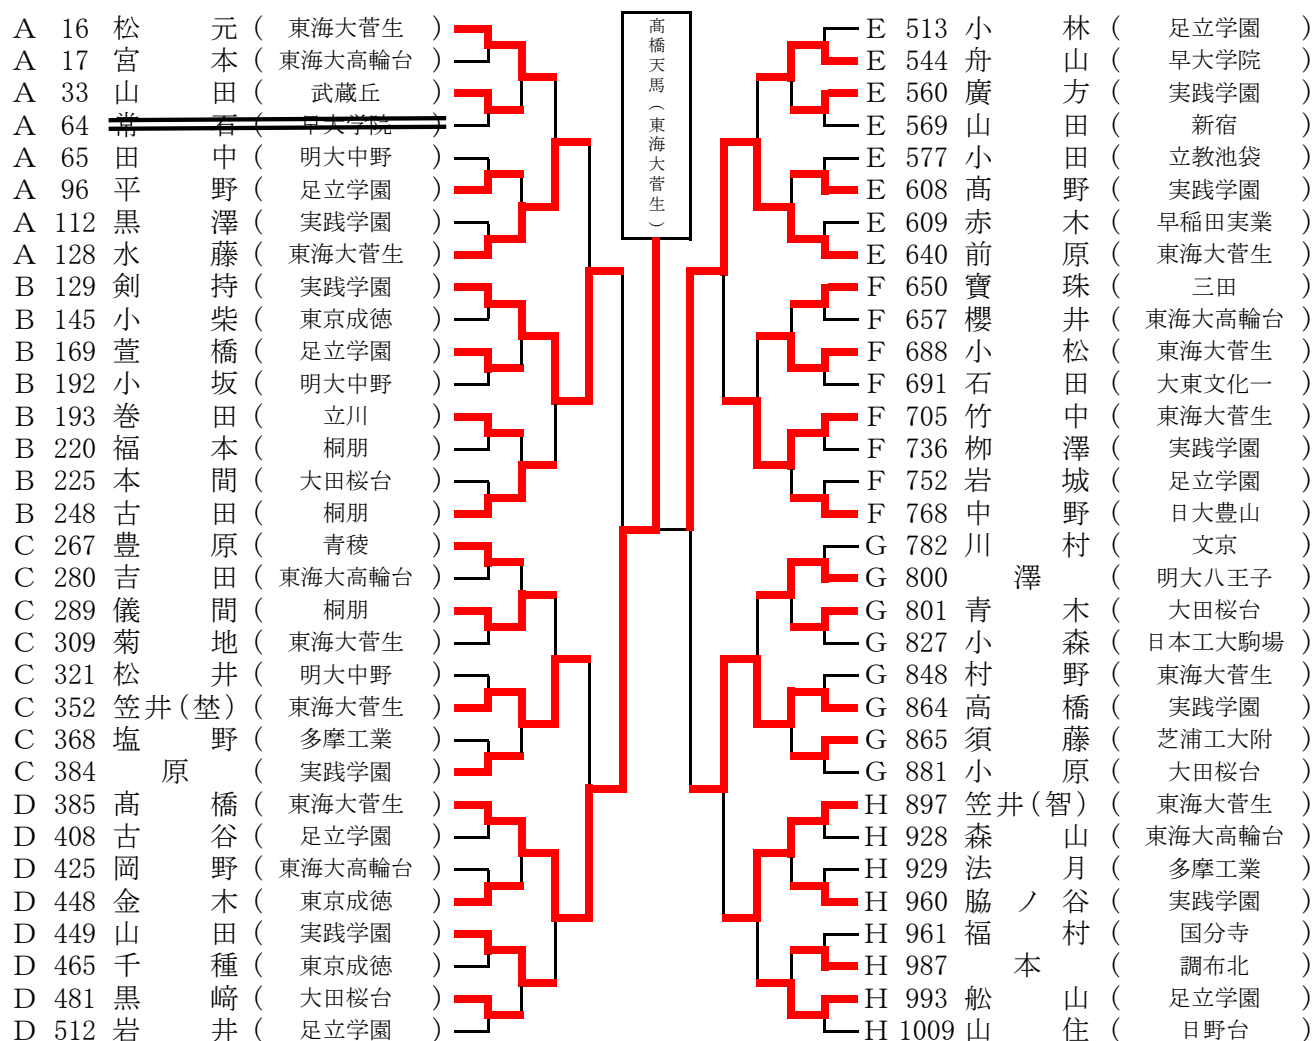 A 16 松元 (東海大菅生)
A 17 宮本 (東海大高輪台)
A 33 山田 (武蔵丘)
A 64 常石 (早大学院)
A 65 田中 (明大中野)
A 96 平野 (足立学園)
A 112 黒澤 (実践学園)
A 128 水藤 (東海大菅生)
B 129 剣持 (実践学園)
B 145 小柴 (東京成徳)
B 169 萱橋 (足立学園)
B 192 小坂 (明大中野)
B 193 巻田 (立川)
B 220 福本 (桐朋)
B 225 本間 (大田桜台)
B 248 古田 (桐朋)
C 267 豊原 (青稜)
C 280 吉田 (東海大高輪台)
C 289 儀間 (桐朋)
C 309 菊地 (東海大菅生)
C 321 松井 (明大中野)
C 352 笠井(埜) (東海大菅生)
C 368 塩野 (多摩工業)
C 384 原 (実践学園)
D 385 髙橋 (東海大菅生)
D 408 古谷 (足立学園)
D 425 岡野 (東海大高輪台)
D 448 金木 (東京成徳)
D 449 山田 (実践学園)
D 465 千種 (東京成徳)
D 481 黒﨑 (大田桜台)
D 512 岩井 (足立学園)
髙橋天馬(東海大菅生)
E 513 小林 (足立学園)
E 544 舟山 (早大学院)
E 560 廣方 (実践学園)
E 569 山田 (新宿)
E 577 小田 (立教池袋)
E 608 髙野 (実践学園)
E 609 赤木 (早稲田実業)
E 640 前原 (東海大菅生)
F 650 寶珠 (三田)
F 657 櫻井 (東海大高輪台)
F 688 小松 (東海大菅生)
F 691 石田 (大東文化一)
F 705 竹中 (東海大菅生)
F 736 栁澤 (実践学園)
F 752 岩城 (足立学園)
F 768 中野 (日大豊山)
G 782 川村 (文京)
G 800 澤 (明大八王子)
G 801 青木 (大田桜台)
G 827 小森 (日本工大駒場)
G 848 村野 (東海大菅生)
G 864 高橋 (実践学園)
G 865 須藤 (芝浦工大附)
G 881 小原 (大田桜台)
H 897 笠井(智) (東海大菅生)
H 928 森山 (東海大高輪台)
H 929 法月 (多摩工業)
H 960 脇ノ谷 (実践学園)
H 961 福村 (国分寺)
H 987 本 (調布北)
H 993 舩山 (足立学園)
H 1009 山住 (日野台)